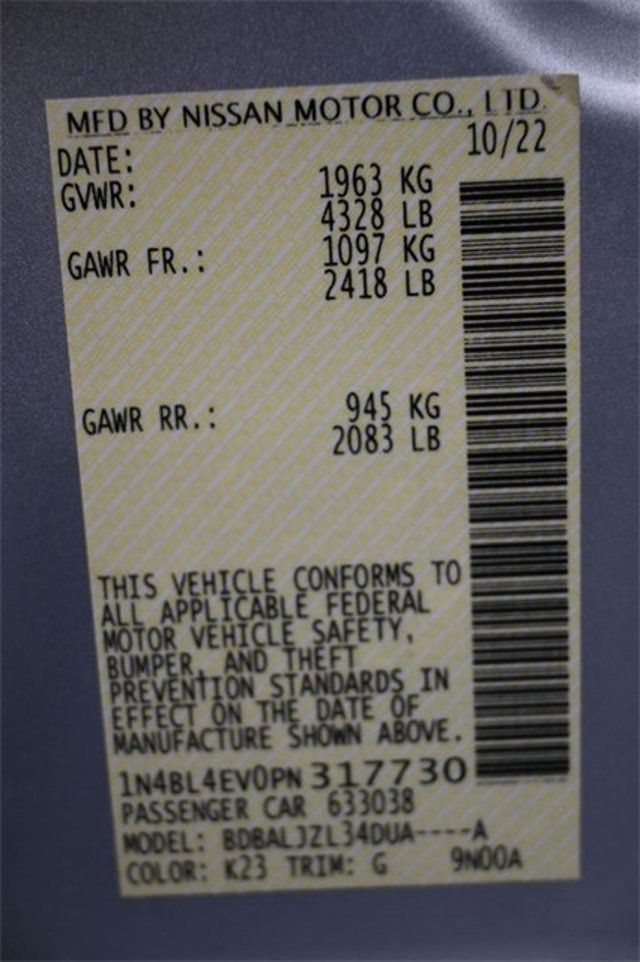 MFD BY NISSAN MOTOR CO., LTD.
DATE: 10/22
GVWR: 1963 KG
4328 LB
GAWR FR.: 1097 KG
2418 LB
GAWR RR.: 945 KG
2083 LB
THIS VEHICLE CONFORMS TO
ALL APPLICABLE FEDERAL
MOTOR VEHICLE SAFETY,
BUMPER, AND THEFT
PREVENTION STANDARDS IN
EFFECT ON THE DATE OF
MANUFACTURE SHOWN ABOVE.
1N4BL4EV0PN317730
PASSENGER CAR 633038
MODEL: BDBALJZL34DUA----A
COLOR: K23 TRIM: G 9N00A